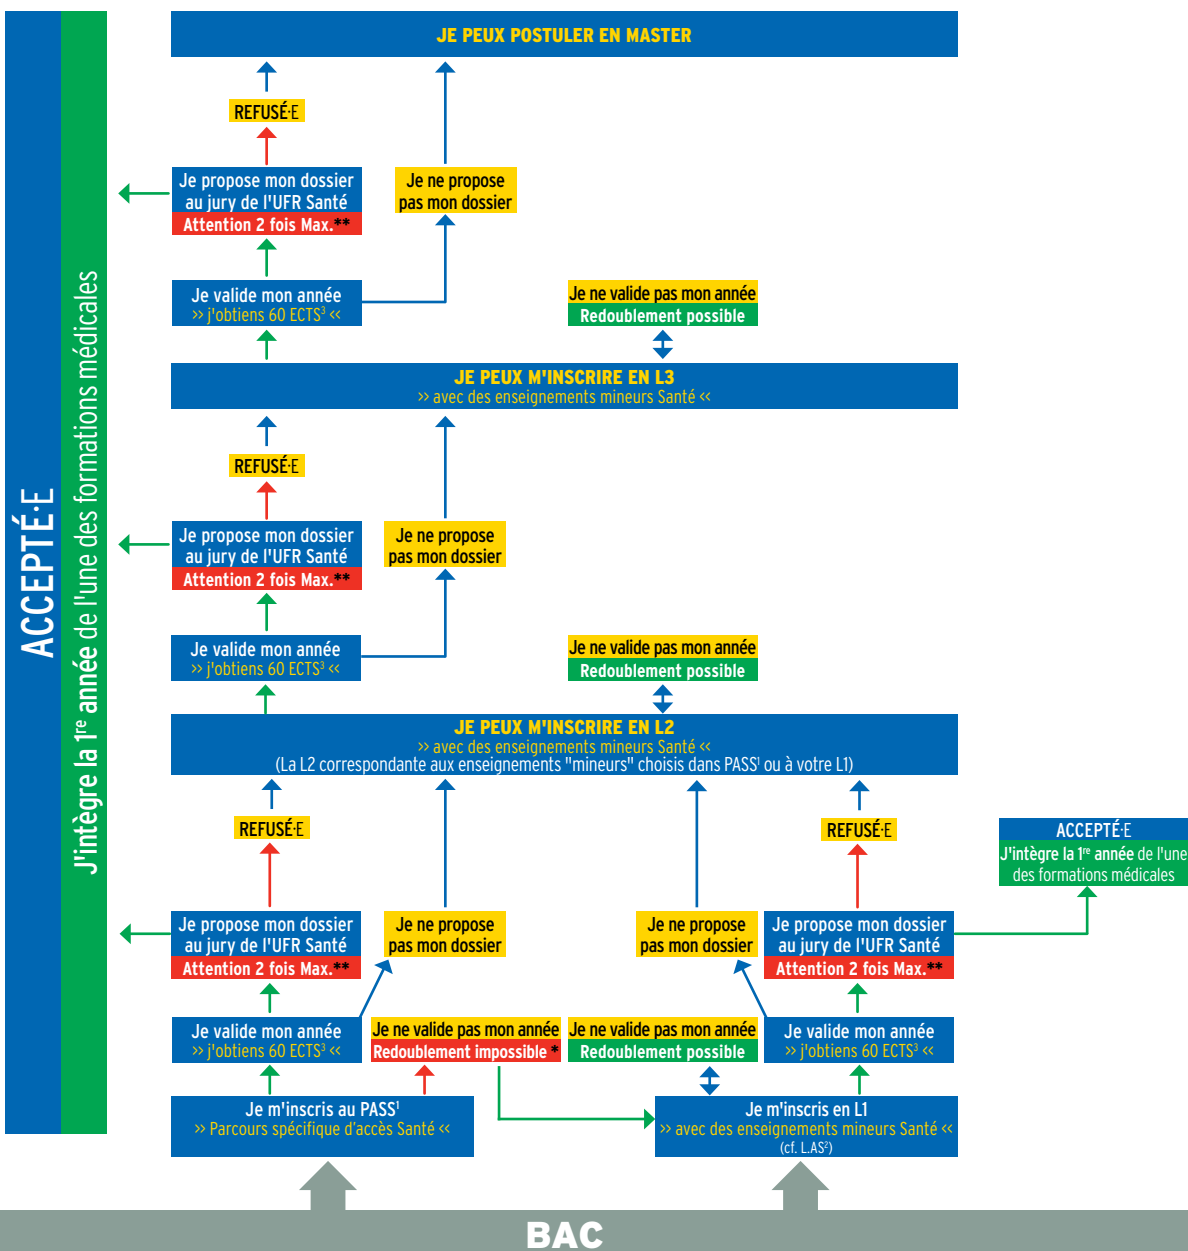 JE PEUX POSTULER EN MASTER
REFUSÉ·E
Je propose mon dossier
au jury de l'UFR Santé
Attention 2 fois Max.**
Je ne propose
pas mon dossier
Je valide mon année
>> j'obtiens 60 ECTS³ <<
Je ne valide pas mon année
Redoublement possible
JE PEUX M'INSCRIRE EN L3
>> avec des enseignements mineurs Santé <<
REFUSÉ·E
Je propose mon dossier
au jury de l'UFR Santé
Attention 2 fois Max.**
Je ne propose
pas mon dossier
Je valide mon année
>> j'obtiens 60 ECTS³ <<
Je ne valide pas mon année
Redoublement possible
JE PEUX M'INSCRIRE EN L2
>> avec des enseignements mineurs Santé <<
(La L2 correspondante aux enseignements "mineurs" choisis dans PASS¹ ou à votre L1)
REFUSÉ·E
REFUSÉ·E
ACCEPTÉ·E
J'intègre la 1re année de l'une
des formations médicales
Je propose mon dossier
au jury de l'UFR Santé
Attention 2 fois Max.**
Je ne propose
pas mon dossier
Je ne propose
pas mon dossier
Je propose mon dossier
au jury de l'UFR Santé
Attention 2 fois Max.**
Je valide mon année
>> j'obtiens 60 ECTS³ <<
Je ne valide pas mon année
Redoublement impossible *
Je ne valide pas mon année
Redoublement possible
Je valide mon année
>> j'obtiens 60 ECTS³ <<
Je m'inscris au PASS¹
>> Parcours spécifique d'accès Santé <<
Je m'inscris en L1
>> avec des enseignements mineurs Santé <<
(cf. L.AS²)
BAC
ACCEPTÉ·E
J'intègre la 1re année de l'une des formations médicales